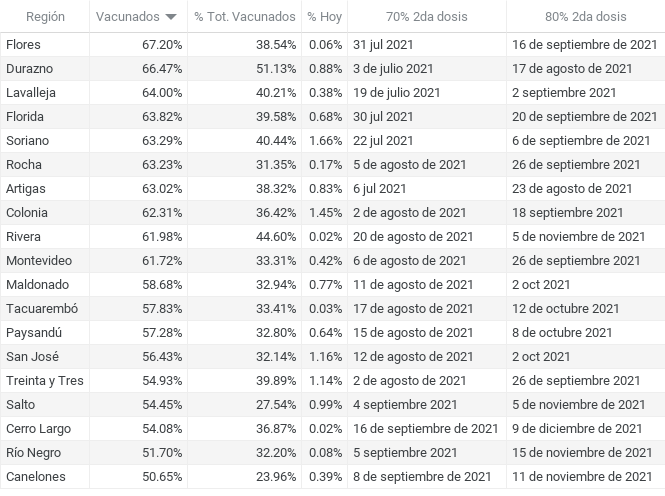 Región Vacunados % Tot. Vacunados % Hoy 70% 2da dosis 80% 2da dosis
Flores 67.20% 38.54% 0.06% 31 jul 2021 16 de septiembre de 2021
Durazno 66.47% 51.13% 0.88% 3 de julio 2021 17 de agosto de 2021
Lavalleja 64.00% 40.21% 0.38% 19 de julio 2021 2 septiembre 2021
Florida 63.82% 39.58% 0.68% 30 jul 2021 20 de septiembre de 2021
Soriano 63.29% 40.44% 1.66% 22 jul 2021 6 de septiembre de 2021
Rocha 63.23% 31.35% 0.17% 5 de agosto de 2021 26 de septiembre 2021
Artigas 63.02% 38.32% 0.83% 6 jul 2021 23 de agosto de 2021
Colonia 62.31% 36.42% 1.45% 2 de agosto de 2021 18 septiembre 2021
Rivera 61.98% 44.60% 0.02% 20 de agosto de 2021 5 de noviembre de 2021
Montevideo 61.72% 33.31% 0.42% 6 de agosto de 2021 26 de septiembre 2021
Maldonado 58.68% 32.94% 0.77% 11 de agosto de 2021 2 oct 2021
Tacuarembó 57.83% 33.41% 0.03% 17 de agosto de 2021 12 de octubre 2021
Paysandú 57.28% 32.80% 0.64% 15 de agosto de 2021 8 de octubre 2021
San José 56.43% 32.14% 1.16% 12 de agosto de 2021 2 oct 2021
Treinta y Tres 54.93% 39.89% 1.14% 2 de agosto de 2021 26 de septiembre 2021
Salto 54.45% 27.54% 0.99% 4 septiembre 2021 5 de noviembre de 2021
Cerro Largo 54.08% 36.87% 0.02% 16 de septiembre de 2021 9 de diciembre de 2021
Río Negro 51.70% 32.20% 0.08% 5 septiembre 2021 15 de noviembre de 2021
Canelones 50.65% 23.96% 0.39% 8 de septiembre de 2021 11 de noviembre de 2021